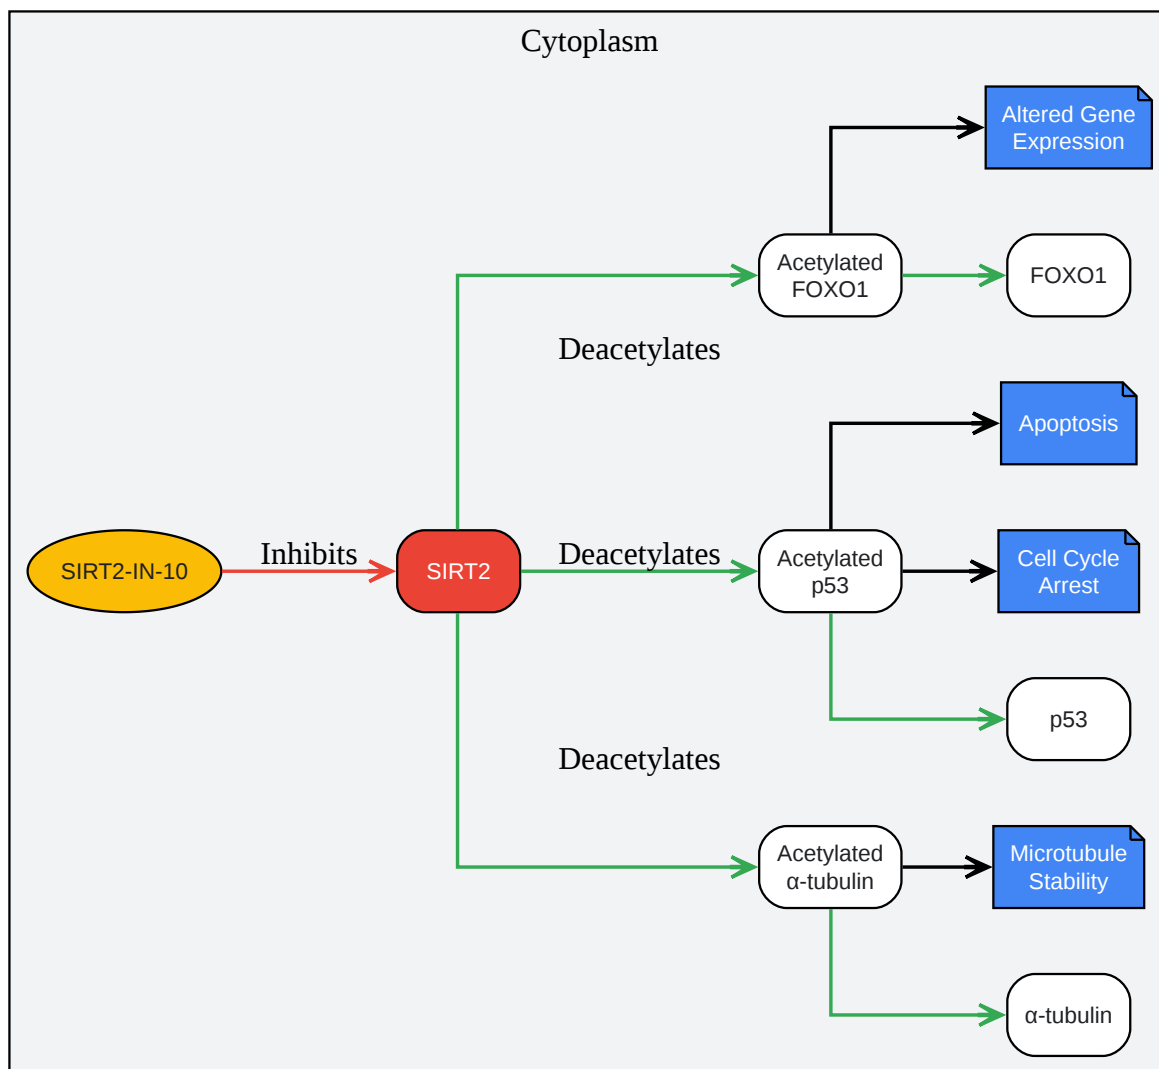 Cytoplasm
Altered Gene
Expression
Acetylated
FOXO1
FOXO1
Deacetylates
Apoptosis
SIRT2-IN-10
Inhibits
SIRT2
Deacetylates
Acetylated
p53
Cell Cycle
Arrest
p53
Deacetylates
Acetylated
α-tubulin
Microtubule
Stability
α-tubulin